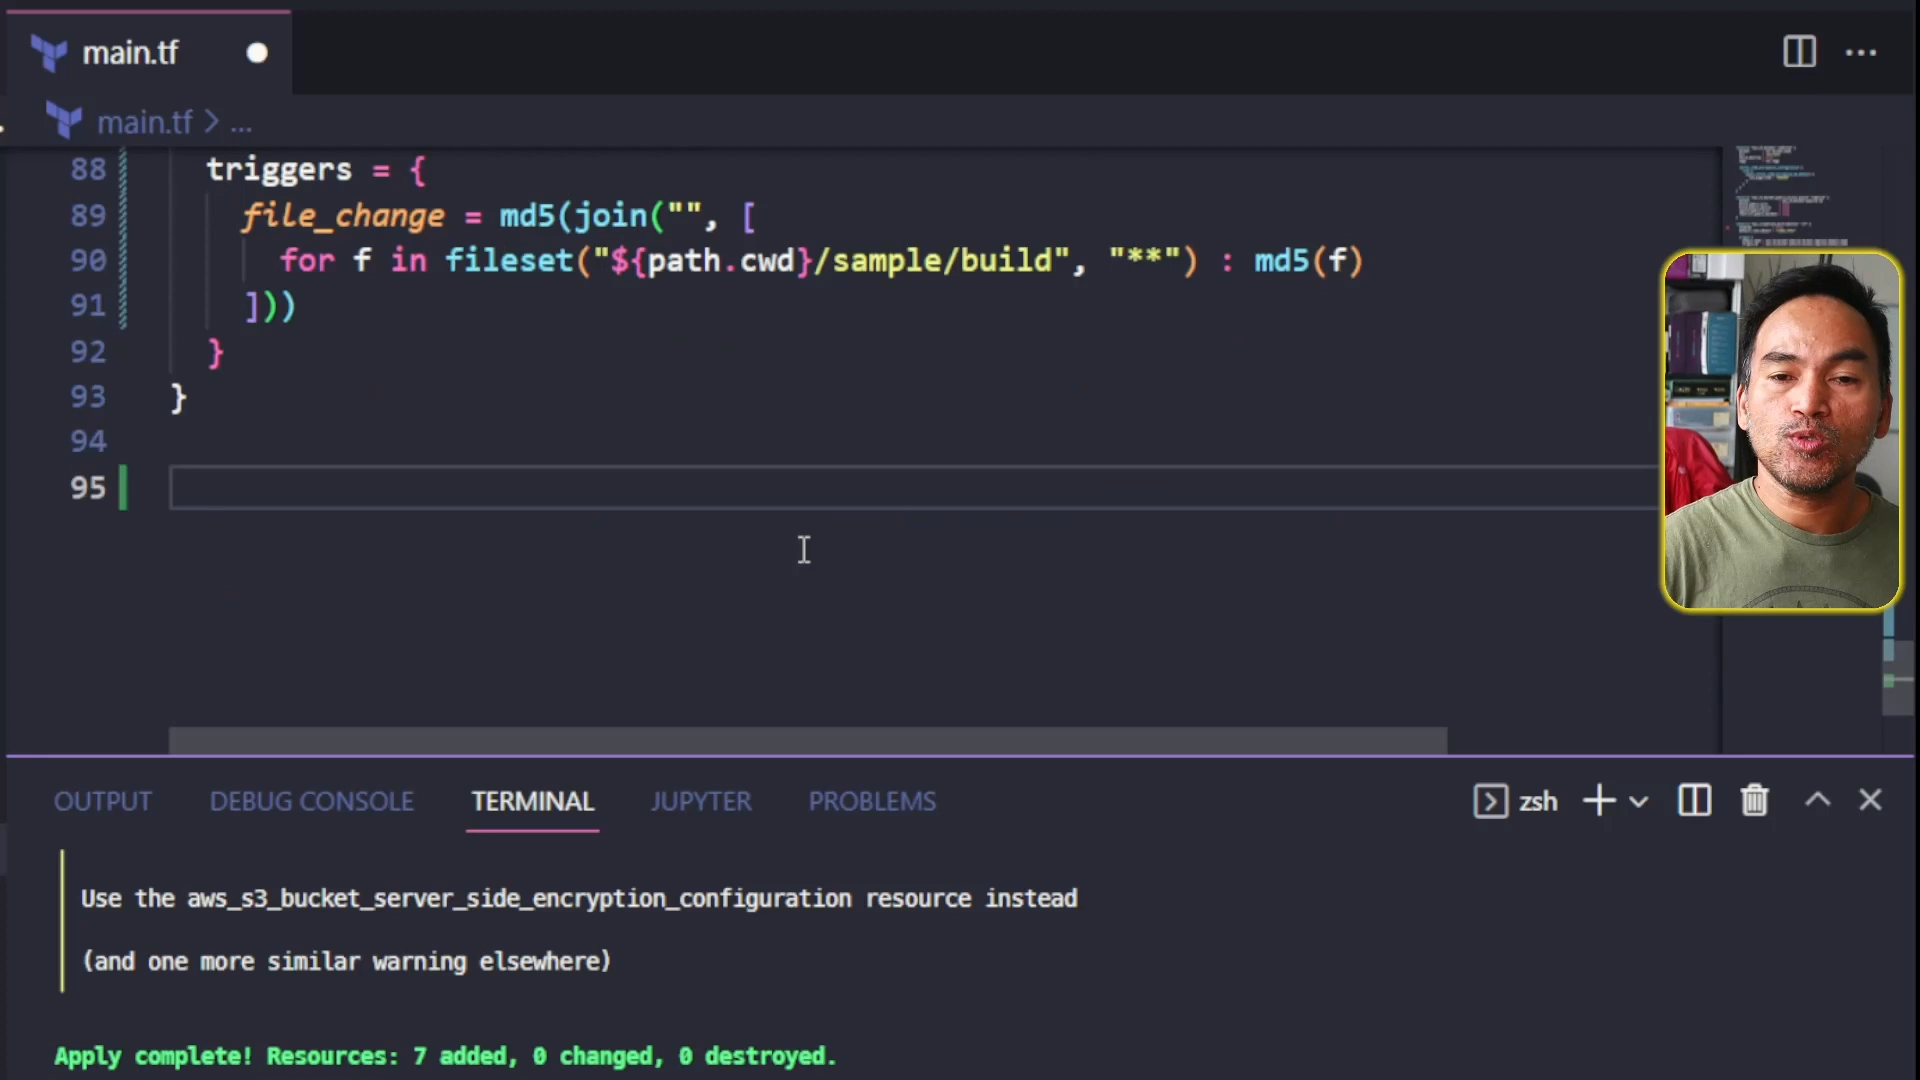 main.tf
main.tf > ...
88 triggers = {
89 file_change = md5(join("", [
90 for f in fileset("${path.cwd}/sample/build", "**") : md5(f)
91 ]))
92 }
93 }
94
95
OUTPUT DEBUG CONSOLE TERMINAL JUPYTER PROBLEMS zsh
Use the aws_s3_bucket_server_side_encryption_configuration resource instead
(and one more similar warning elsewhere)
Apply complete! Resources: 7 added, 0 changed, 0 destroyed.